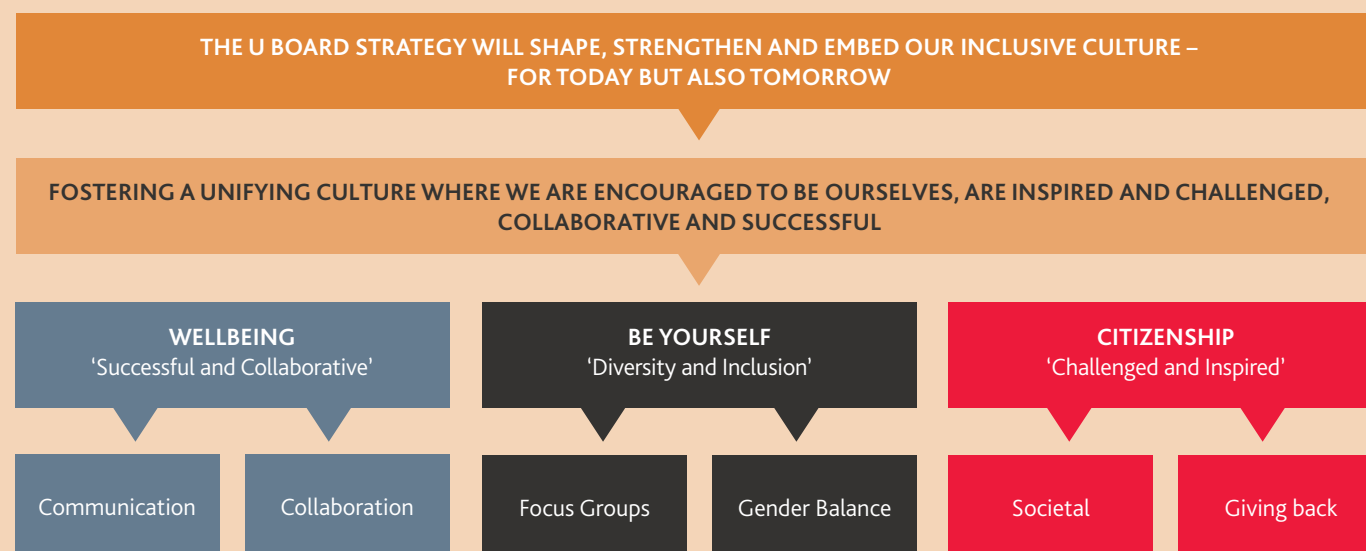 THE U BOARD STRATEGY WILL SHAPE, STRENGTHEN AND EMBED OUR INCLUSIVE CULTURE –
FOR TODAY BUT ALSO TOMORROW
FOSTERING A UNIFYING CULTURE WHERE WE ARE ENCOURAGED TO BE OURSELVES, ARE INSPIRED AND CHALLENGED,
COLLABORATIVE AND SUCCESSFUL
WELLBEING
‘Successful and Collaborative’
BE YOURSELF
‘Diversity and Inclusion’
CITIZENSHIP
‘Challenged and Inspired’
Communication
Collaboration
Focus Groups
Gender Balance
Societal
Giving back